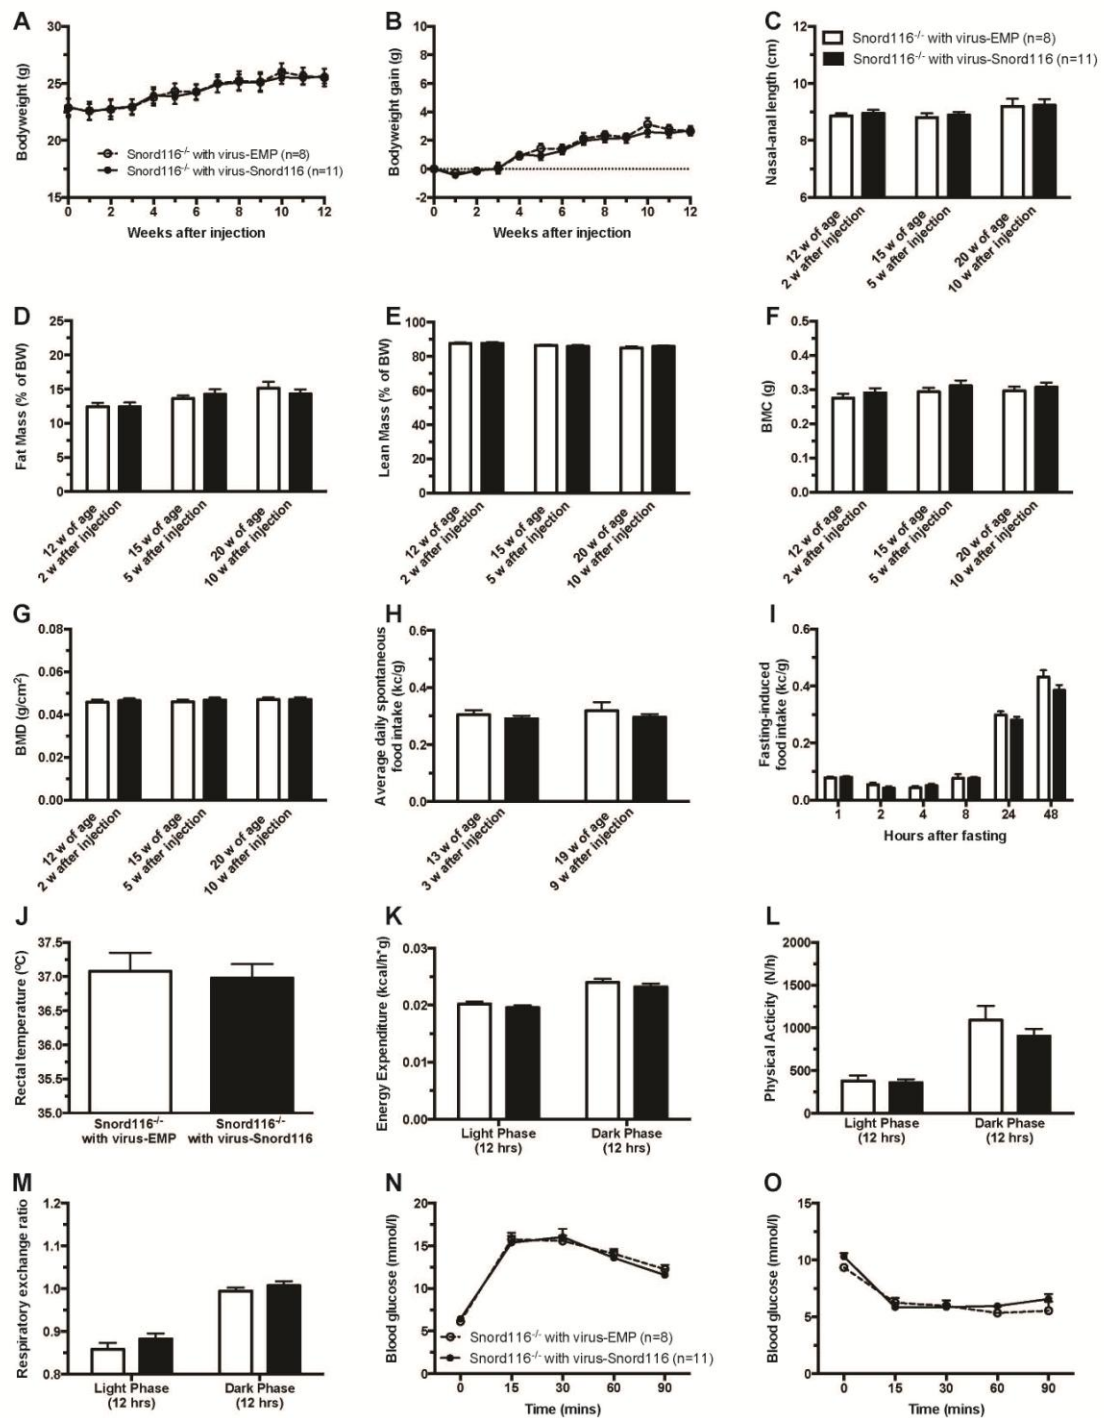 A
Bodyweight (g)
30
25
20
15
Snord116-/- with virus-EMP (n=8)
Snord116-/- with virus-Snord116 (n=11)
0 2 4 6 8 10 12
Weeks after injection
B
Bodyweight gain (g)
10
8
6
4
2
0
-2
0 2 4 6 8 10 12
Weeks after injection
C
Nasal-anal length (cm)
12
10
8
6
Snord116-/- with virus-EMP (n=8)
Snord116-/- with virus-Snord116 (n=11)
12 w of age
2 w after injection
15 w of age
5 w after injection
20 w of age
10 w after injection
D
Fat Mass (% of BW)
25
20
15
10
5
0
12 w of age
2 w after injection
15 w of age
5 w after injection
20 w of age
10 w after injection
E
Lean Mass (% of BW)
100
80
60
40
20
0
12 w of age
2 w after injection
15 w of age
5 w after injection
20 w of age
10 w after injection
F
BMC (g)
0.5
0.4
0.3
0.2
0.1
0.0
12 w of age
2 w after injection
15 w of age
5 w after injection
20 w of age
10 w after injection
G
BMD (g/cm2)
0.08
0.06
0.04
0.02
0.00
12 w of age
2 w after injection
15 w of age
5 w after injection
20 w of age
10 w after injection
H
Average daily spontaneous
food intake (kc/g)
0.6
0.4
0.2
0.0
13 w of age
3 w after injection
19 w of age
9 w after injection
I
Fasting-induced
food intake (kc/g)
0.6
0.4
0.2
0.0
1 2 4 8 24 48
Hours after fasting
J
Rectal temperature (ºC)
37.5
37.0
36.5
36.0
35.5
35.0
Snord116-/-
with virus-EMP
Snord116-/-
with virus-Snord116
K
Energy Expenditure (kcal/h*g)
0.03
0.02
0.01
0.00
Light Phase
(12 hrs)
Dark Phase
(12 hrs)
L
Physical Acticity (N/h)
2000
1500
1000
500
0
Light Phase
(12 hrs)
Dark Phase
(12 hrs)
M
Respiratory exchange ratio
1.2
1.1
1.0
0.9
0.8
Light Phase
(12 hrs)
Dark Phase
(12 hrs)
N
Blood glucose (mmol/l)
20
15
10
5
0
Snord116-/- with virus-EMP (n=8)
Snord116-/- with virus-Snord116 (n=11)
0 15 30 60 90
Time (mins)
O
Blood glucose (mmol/l)
15
10
5
0
0 15 30 60 90
Time (mins)